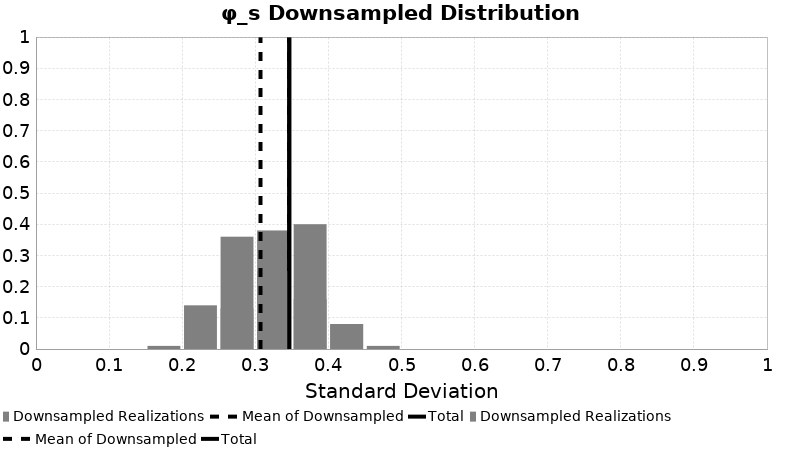 φ_s Downsampled Distribution
1
0.9
0.8
0.7
0.6
0.5
0.4
0.3
0.2
0.1
0
0 0.1 0.2 0.3 0.4 0.5 0.6 0.7 0.8 0.9 1
Standard Deviation
Downsampled Realizations Mean of Downsampled Total Downsampled Realizations
Mean of Downsampled Total